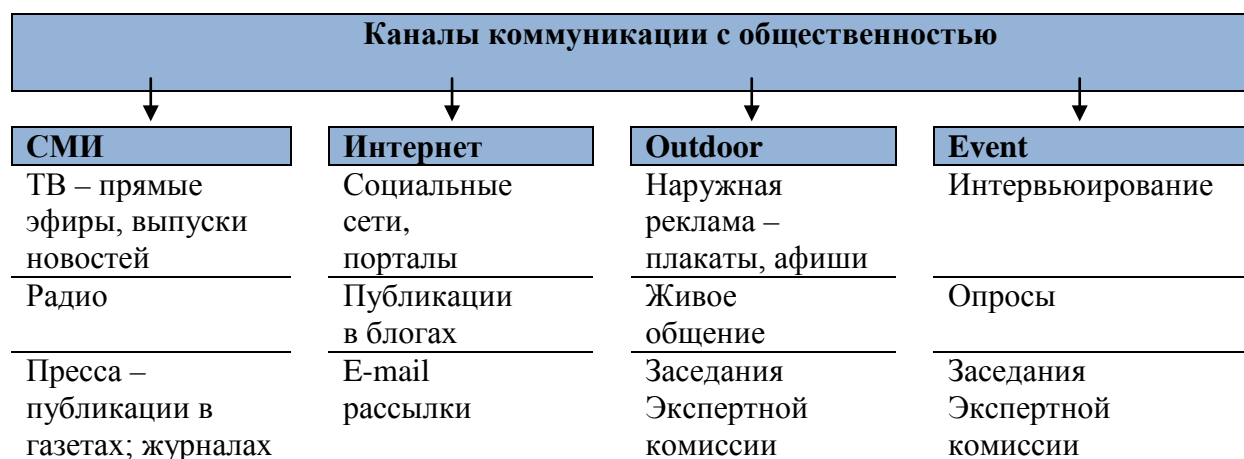 Каналы коммуникации с общественностью
СМИ
ТВ – прямые
эфиры, выпуски
новостей
Радио
Пресса –
публикации в
газетах; журналах
Интернет
Социальные
сети,
порталы
Публикации
в блогах
E-mail
рассылки
Outdoor
Наружная
реклама –
плакаты, афиши
Живое
общение
Заседания
Экспертной
комиссии
Event
Интервьюирование
Опросы
Заседания
Экспертной
комиссии